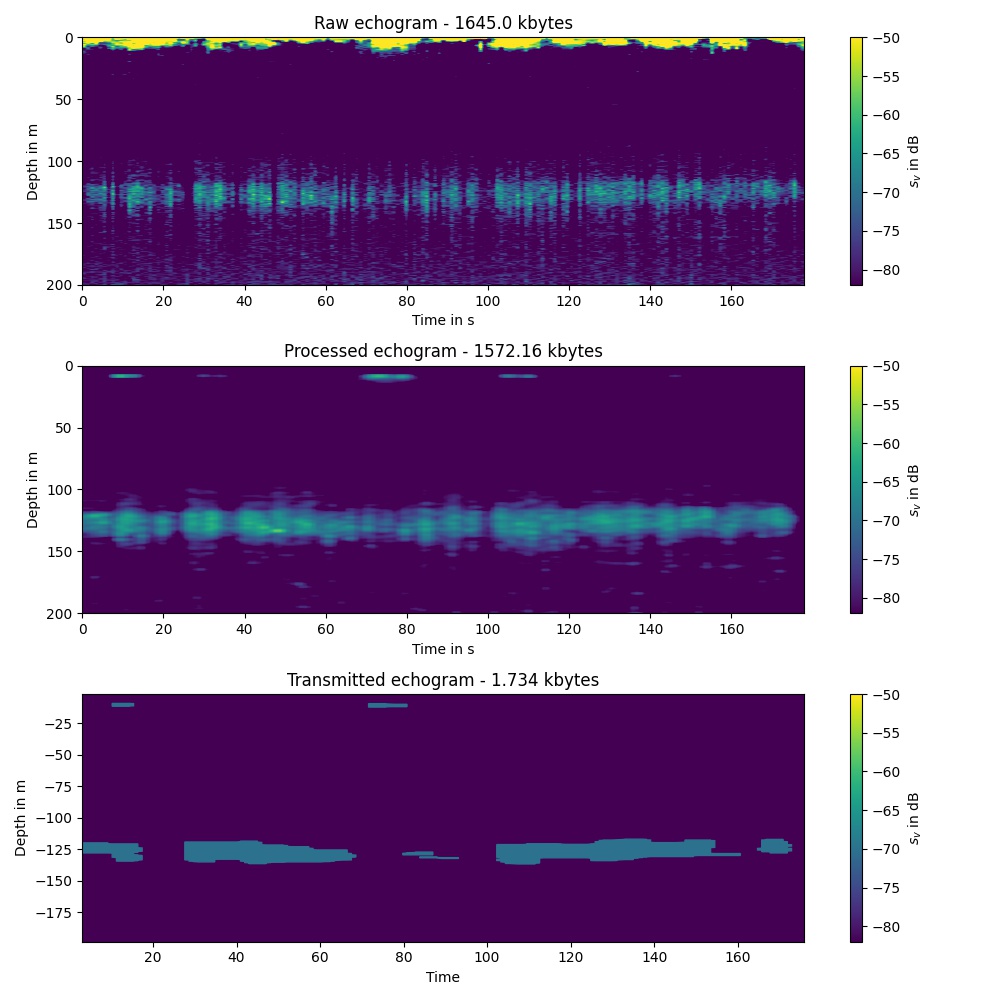 Raw echogram - 1645.0 kbytes
0
50
100
150
200
Depth in m
0 20 40 60 80 100 120 140 160
Time in s
−50
−55
−60
−65
−70
−75
−80
sv in dB
Processed echogram - 1572.16 kbytes
0
50
100
150
200
Depth in m
0 20 40 60 80 100 120 140 160
Time in s
−50
−55
−60
−65
−70
−75
−80
sv in dB
Transmitted echogram - 1.734 kbytes
−25
−50
−75
−100
−125
−150
−175
Depth in m
20 40 60 80 100 120 140 160
Time
−50
−55
−60
−65
−70
−75
−80
sv in dB